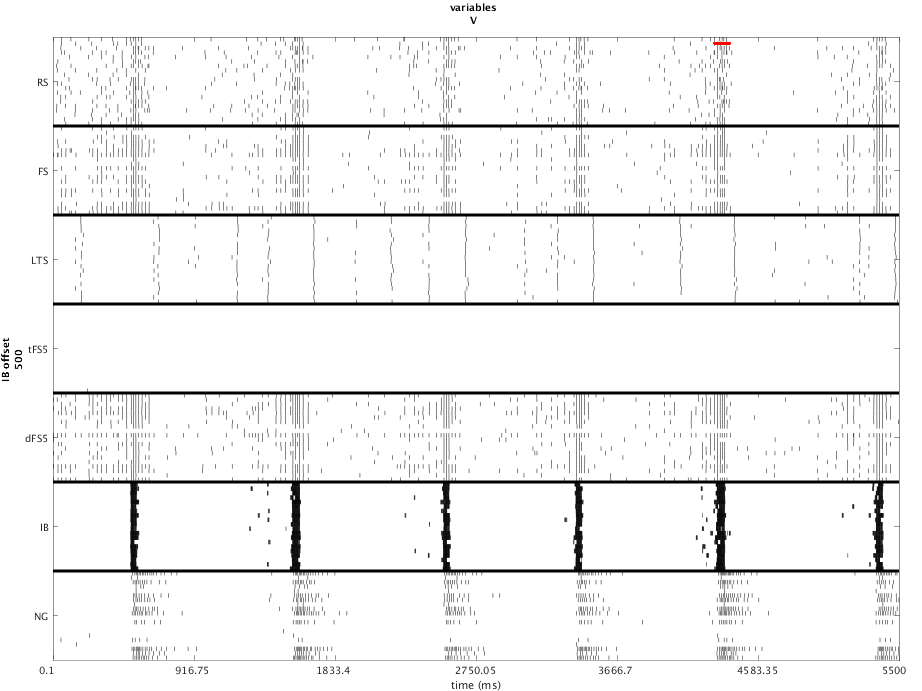 variables
V
RS
FS
LTS
tFS5
dFS5
IB
NG
IB offset
500
0.1 916.75 1833.4 2750.05 3666.7 4583.35 5500
time (ms)